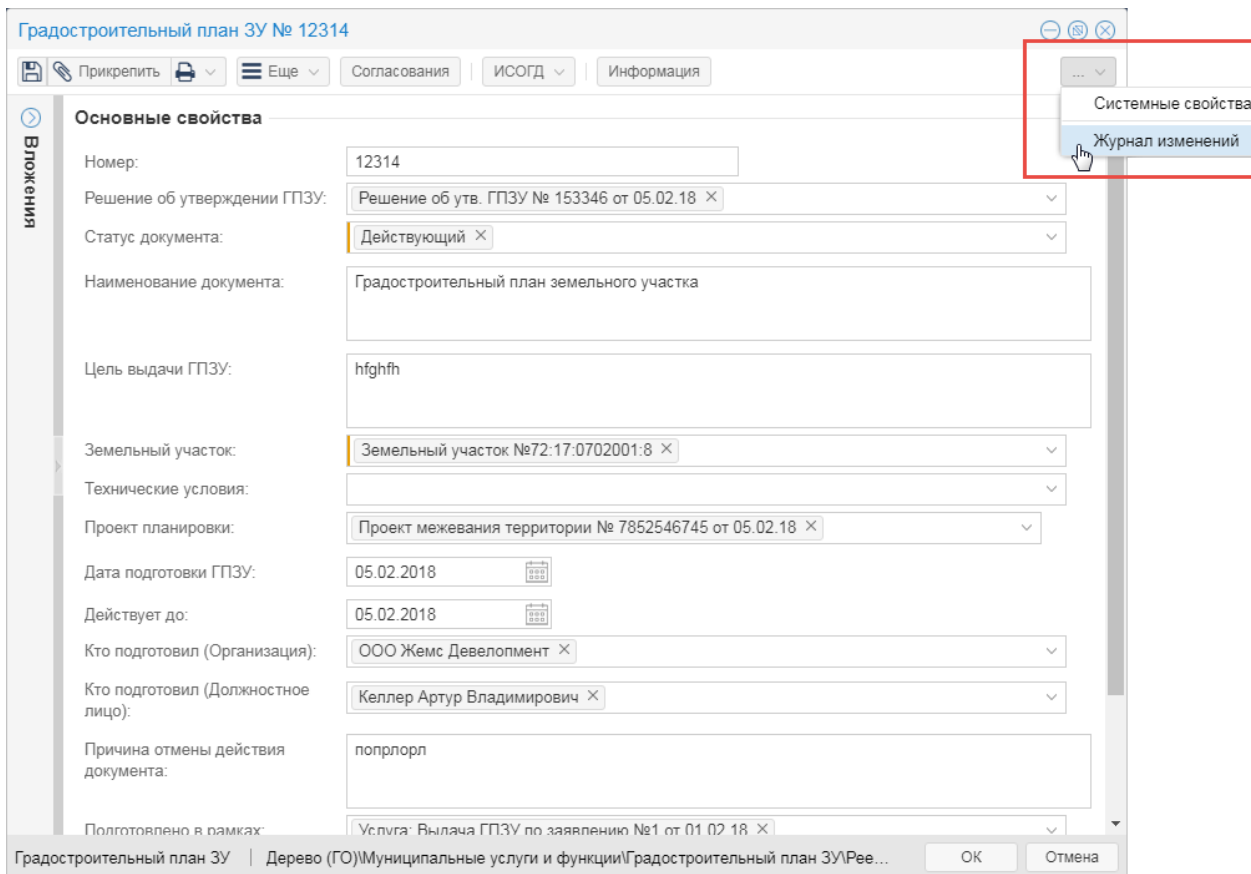 Градостроительный план ЗУ № 12314
Прикрепить Еще Согласования ИСОГД Информация ...
Системные свойства
Журнал изменений
Вложения
Основные свойства
Номер: 12314
Решение об утверждении ГПЗУ: Решение об утв. ГПЗУ № 153346 от 05.02.18
Статус документа: Действующий
Наименование документа: Градостроительный план земельного участка
Цель выдачи ГПЗУ: hfghfh
Земельный участок: Земельный участок №72:17:0702001:8
Технические условия:
Проект планировки: Проект межевания территории № 7852546745 от 05.02.18
Дата подготовки ГПЗУ: 05.02.2018
Действует до: 05.02.2018
Кто подготовил (Организация): ООО Жемс Девелопмент
Кто подготовил (Должностное лицо): Келлер Артур Владимирович
Причина отмены действия документа: попрлорл
Подготовлено в рамках: Услуга: Выдача ГПЗУ по заявлению №1 от 01.02.18
Градостроительный план ЗУ | Дерево (ГО)\Муниципальные услуги и функции\Градостроительный план ЗУ\Рее... ОК Отмена